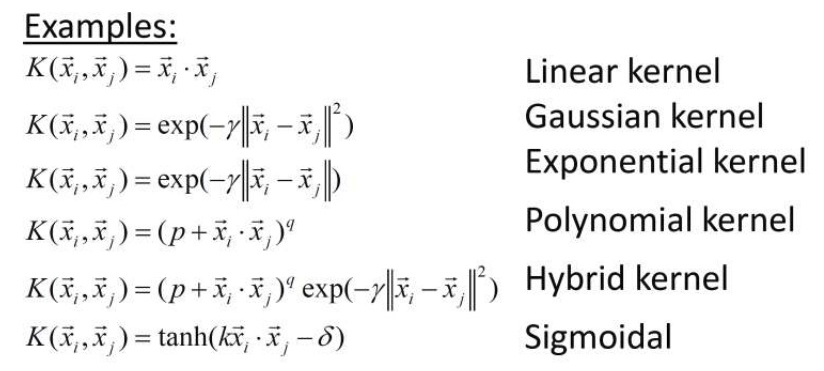 Examples:
K(x⃗ᵢ, x⃗ⱼ) = x⃗ᵢ · x⃗ⱼ Linear kernel
K(x⃗ᵢ, x⃗ⱼ) = exp(−γ‖x⃗ᵢ − x⃗ⱼ‖²) Gaussian kernel
K(x⃗ᵢ, x⃗ⱼ) = exp(−γ‖x⃗ᵢ − x⃗ⱼ‖) Exponential kernel
K(x⃗ᵢ, x⃗ⱼ) = (p + x⃗ᵢ · x⃗ⱼ)^q Polynomial kernel
K(x⃗ᵢ, x⃗ⱼ) = (p + x⃗ᵢ · x⃗ⱼ)^q exp(−γ‖x⃗ᵢ − x⃗ⱼ‖²) Hybrid kernel
K(x⃗ᵢ, x⃗ⱼ) = tanh(kx⃗ᵢ · x⃗ⱼ − δ) Sigmoidal